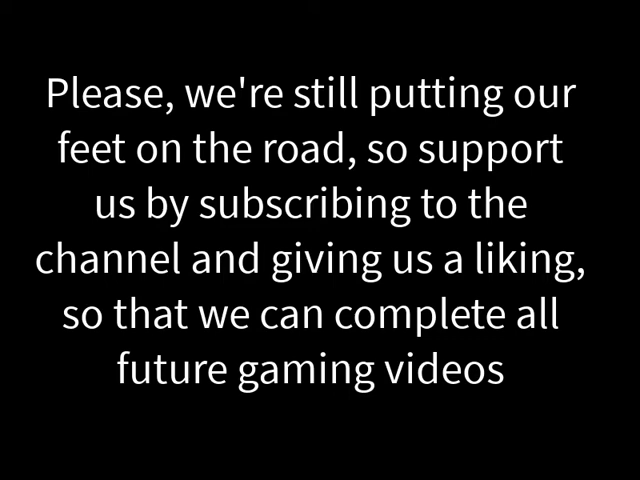 Please, we're still putting our
feet on the road, so support
us by subscribing to the
channel and giving us a liking,
so that we can complete all
future gaming videos